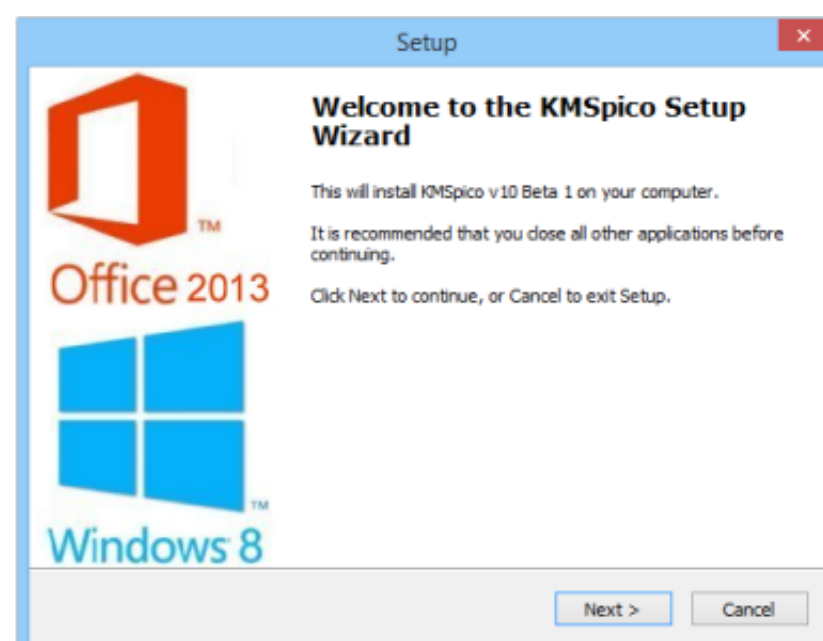 Setup
Welcome to the KMSpico Setup
Wizard
This will install KMSpico v10 Beta 1 on your computer.
It is recommended that you close all other applications before
continuing.
Click Next to continue, or Cancel to exit Setup.
TM
Office 2013
TM
Windows 8
Next >
Cancel